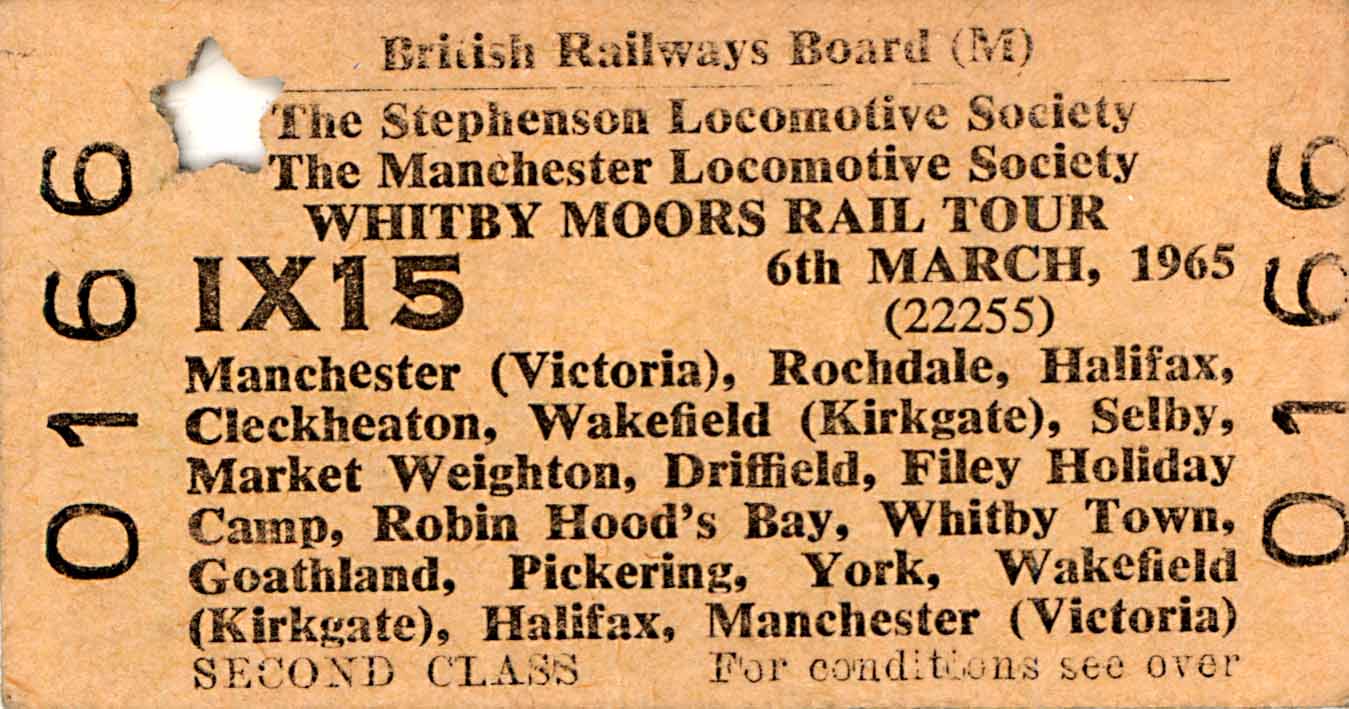 British Railways Board (M)
The Stephenson Locomotive Society
The Manchester Locomotive Society
WHITBY MOORS RAIL TOUR
IX15 6th MARCH, 1965
(22255)
Manchester (Victoria), Rochdale, Halifax,
Cleckheaton, Wakefield (Kirkgate), Selby,
Market Weighton, Driffield, Filey Holiday
Camp, Robin Hood's Bay, Whitby Town,
Goathland, Pickering, York, Wakefield
(Kirkgate), Halifax, Manchester (Victoria)
SECOND CLASS For conditions see over
0166
0166